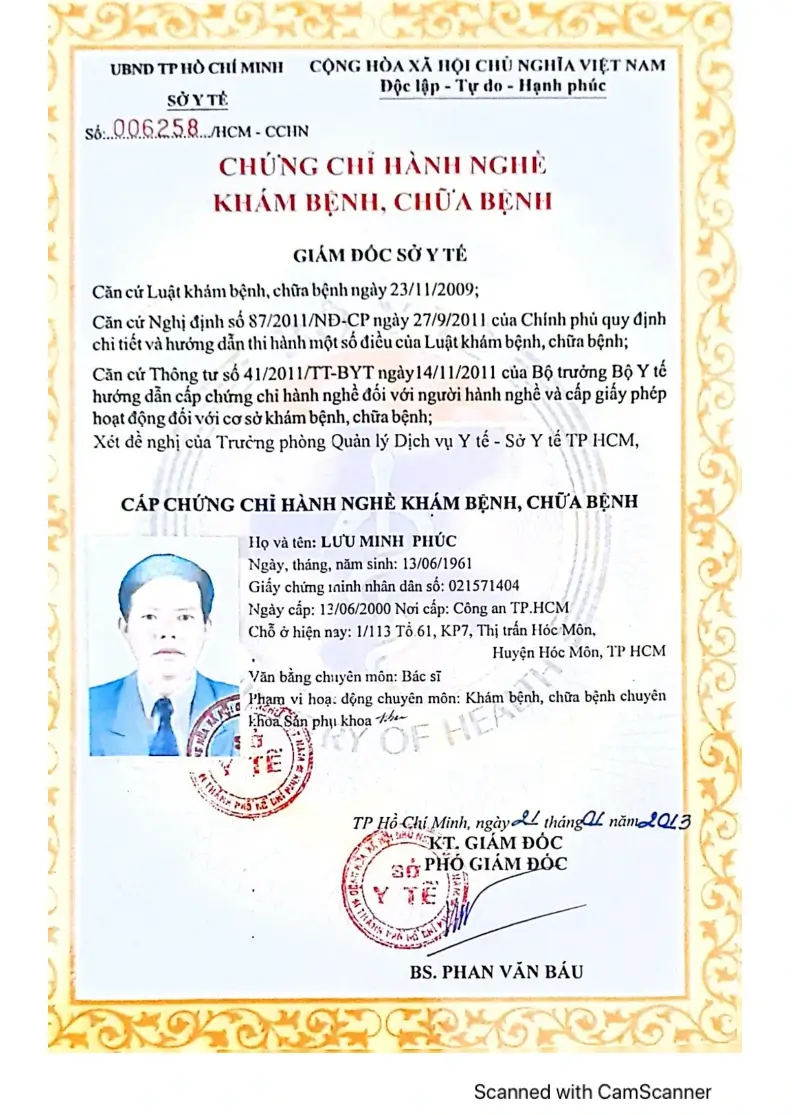 UBND TP HỒ CHÍ MINH
SỞ Y TẾ
Số:..006258../HCM - CCHN
CỘNG HÒA XÃ HỘI CHỦ NGHĨA VIỆT NAM
Độc lập - Tự do - Hạnh phúc
CHỨNG CHỈ HÀNH NGHỀ
KHÁM BỆNH, CHỮA BỆNH
GIÁM ĐỐC SỞ Y TẾ
Căn cứ Luật khám bệnh, chữa bệnh ngày 23/11/2009;
Căn cứ Nghị định số 87/2011/NĐ-CP ngày 27/9/2011 của Chính phủ quy định
chi tiết và hướng dẫn thi hành một số điều của Luật khám bệnh, chữa bệnh;
Căn cứ Thông tư số 41/2011/TT-BYT ngày14/11/2011 của Bộ trưởng Bộ Y tế
hướng dẫn cấp chứng chỉ hành nghề đối với người hành nghề và cấp giấy phép
hoạt động đối với cơ sở khám bệnh, chữa bệnh;
Xét đề nghị của Trưởng phòng Quản lý Dịch vụ Y tế - Sở Y tế TP HCM,
CẤP CHỨNG CHỈ HÀNH NGHỀ KHÁM BỆNH, CHỮA BỆNH
Họ và tên: LƯU MINH PHÚC
Ngày, tháng, năm sinh: 13/06/1961
Giấy chứng minh nhân dân số: 021571404
Ngày cấp: 13/06/2000 Nơi cấp: Công an TP.HCM
Chỗ ở hiện nay: 1/113 Tổ 61, KP7, Thị trấn Hóc Môn,
Huyện Hóc Môn, TP HCM
Văn bằng chuyên môn: Bác sĩ
Phạm vi hoạt động chuyên môn: Khám bệnh, chữa bệnh chuyên
khoa Sản phụ khoa
SỞ
Y TẾ
THÀNH PHỐ HỒ CHÍ MINH
RY OF HEALTH
TP Hồ Chí Minh, ngày 21 tháng 01 năm 2013
KT. GIÁM ĐỐC
PHÓ GIÁM ĐỐC
SỞ
Y TẾ
THÀNH PHỐ HỒ CHÍ MINH
BS. PHAN VĂN BÁU
Scanned with CamScanner